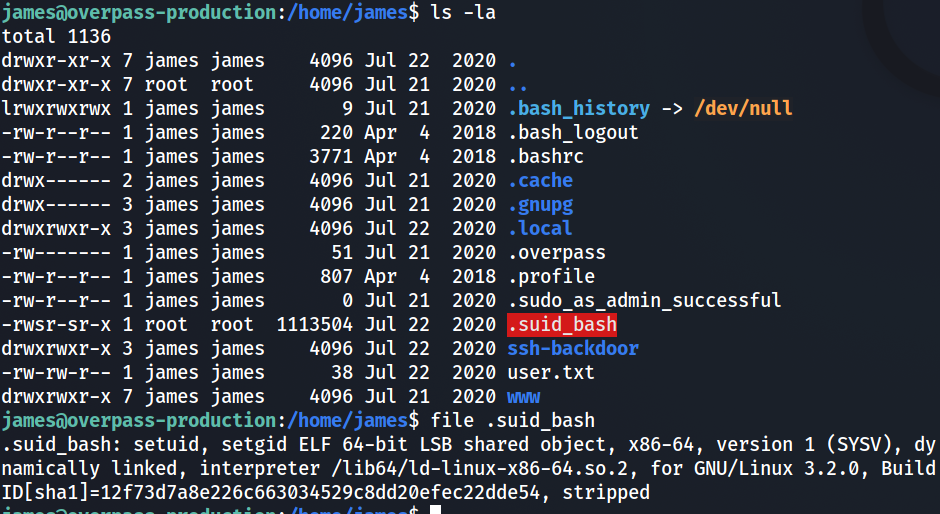 james@overpass-production:/home/james$ ls -la
total 1136
drwxr-xr-x 7 james james    4096 Jul 22  2020 .
drwxr-xr-x 7 root  root     4096 Jul 21  2020 ..
lrwxrwxrwx 1 james james       9 Jul 21  2020 .bash_history -> /dev/null
-rw-r--r-- 1 james james     220 Apr  4  2018 .bash_logout
-rw-r--r-- 1 james james    3771 Apr  4  2018 .bashrc
drwx------ 2 james james    4096 Jul 21  2020 .cache
drwx------ 3 james james    4096 Jul 21  2020 .gnupg
drwxrwxr-x 3 james james    4096 Jul 22  2020 .local
-rw------- 1 james james      51 Jul 21  2020 .overpass
-rw-r--r-- 1 james james     807 Apr  4  2018 .profile
-rw-r--r-- 1 james james       0 Jul 21  2020 .sudo_as_admin_successful
-rwsr-sr-x 1 root  root  1113504 Jul 22  2020 .suid_bash
drwxrwxr-x 3 james james    4096 Jul 22  2020 ssh-backdoor
-rw-rw-r-- 1 james james      38 Jul 22  2020 user.txt
drwxrwxr-x 7 james james    4096 Jul 21  2020 www
james@overpass-production:/home/james$ file .suid_bash
.suid_bash: setuid, setgid ELF 64-bit LSB shared object, x86-64, version 1 (SYSV), dy
namically linked, interpreter /lib64/ld-linux-x86-64.so.2, for GNU/Linux 3.2.0, Build
ID[sha1]=12f73d7a8e226c663034529c8dd20efec22dde54, stripped
james@overpass-production:/home/james$